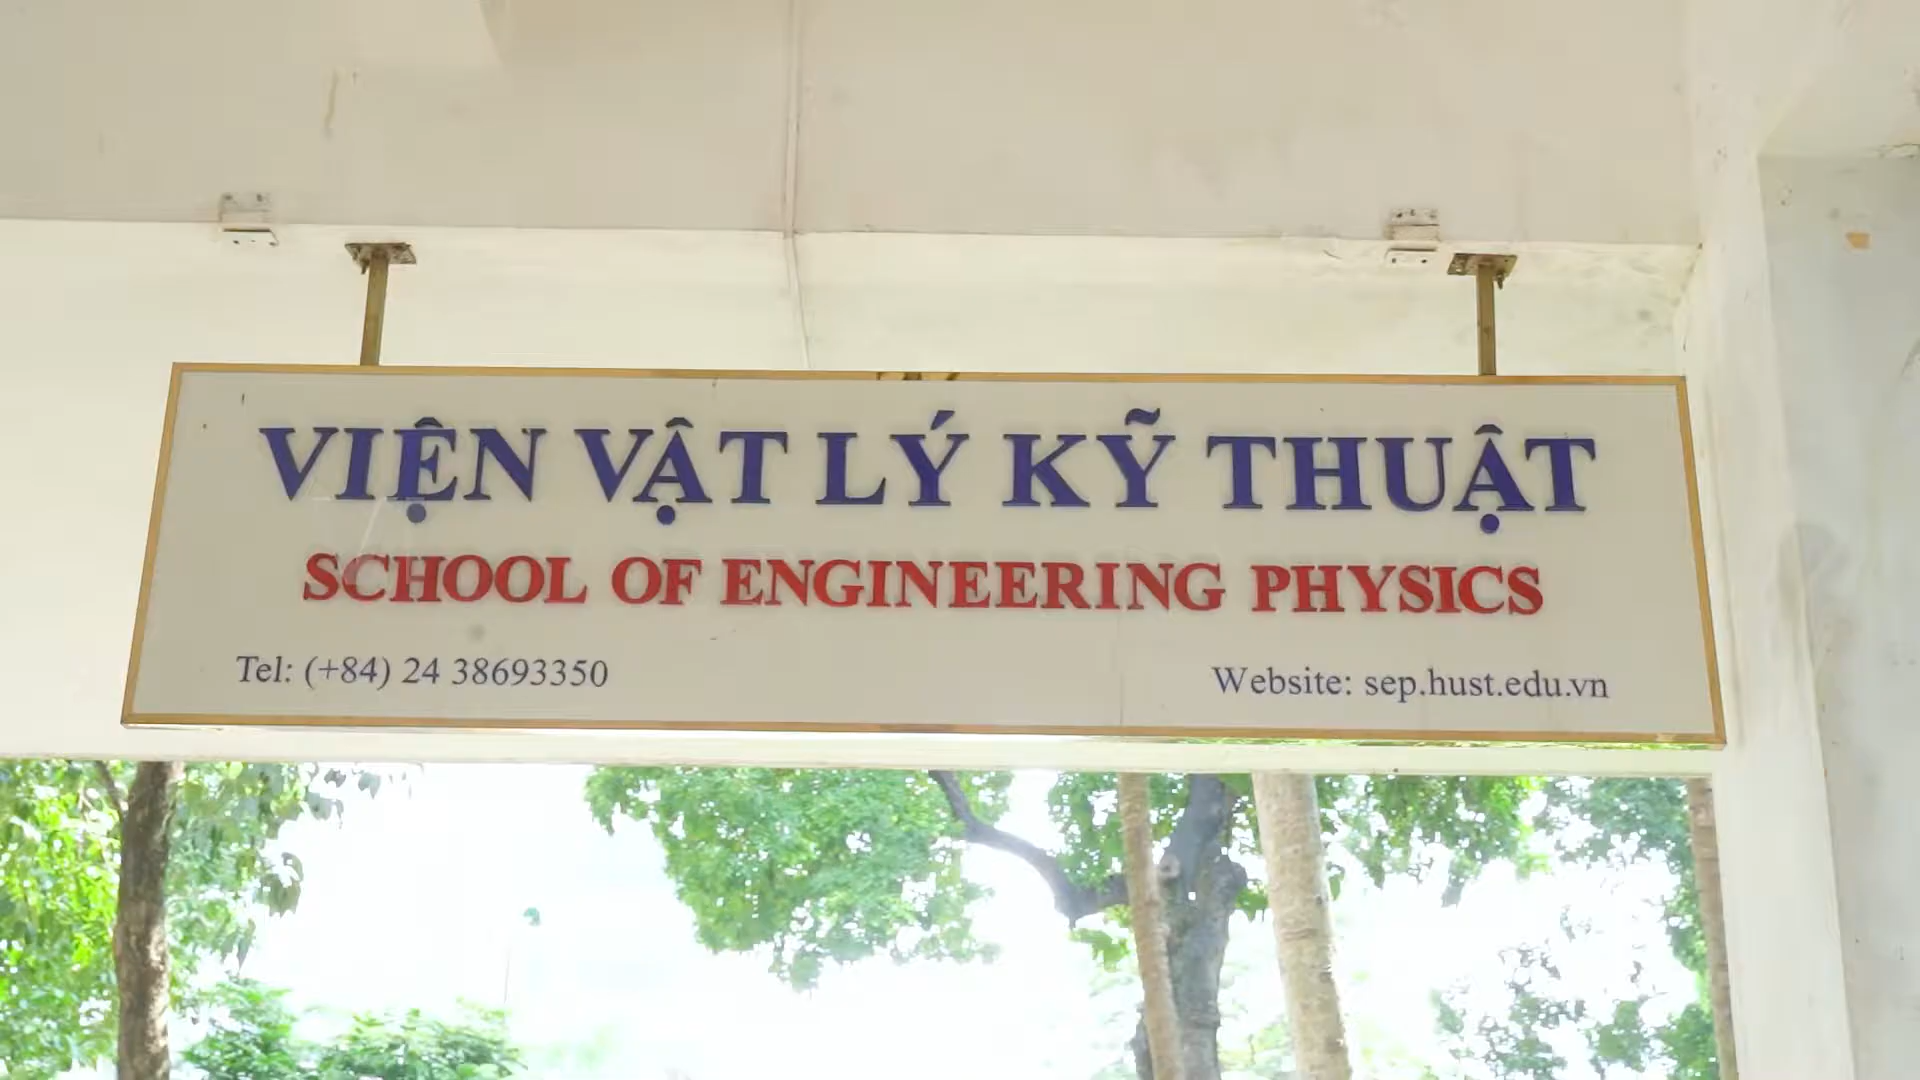 VIỆN VẬT LÝ KỸ THUẬT
SCHOOL OF ENGINEERING PHYSICS
Tel: (+84) 24 38693350
Website: sep.hust.edu.vn